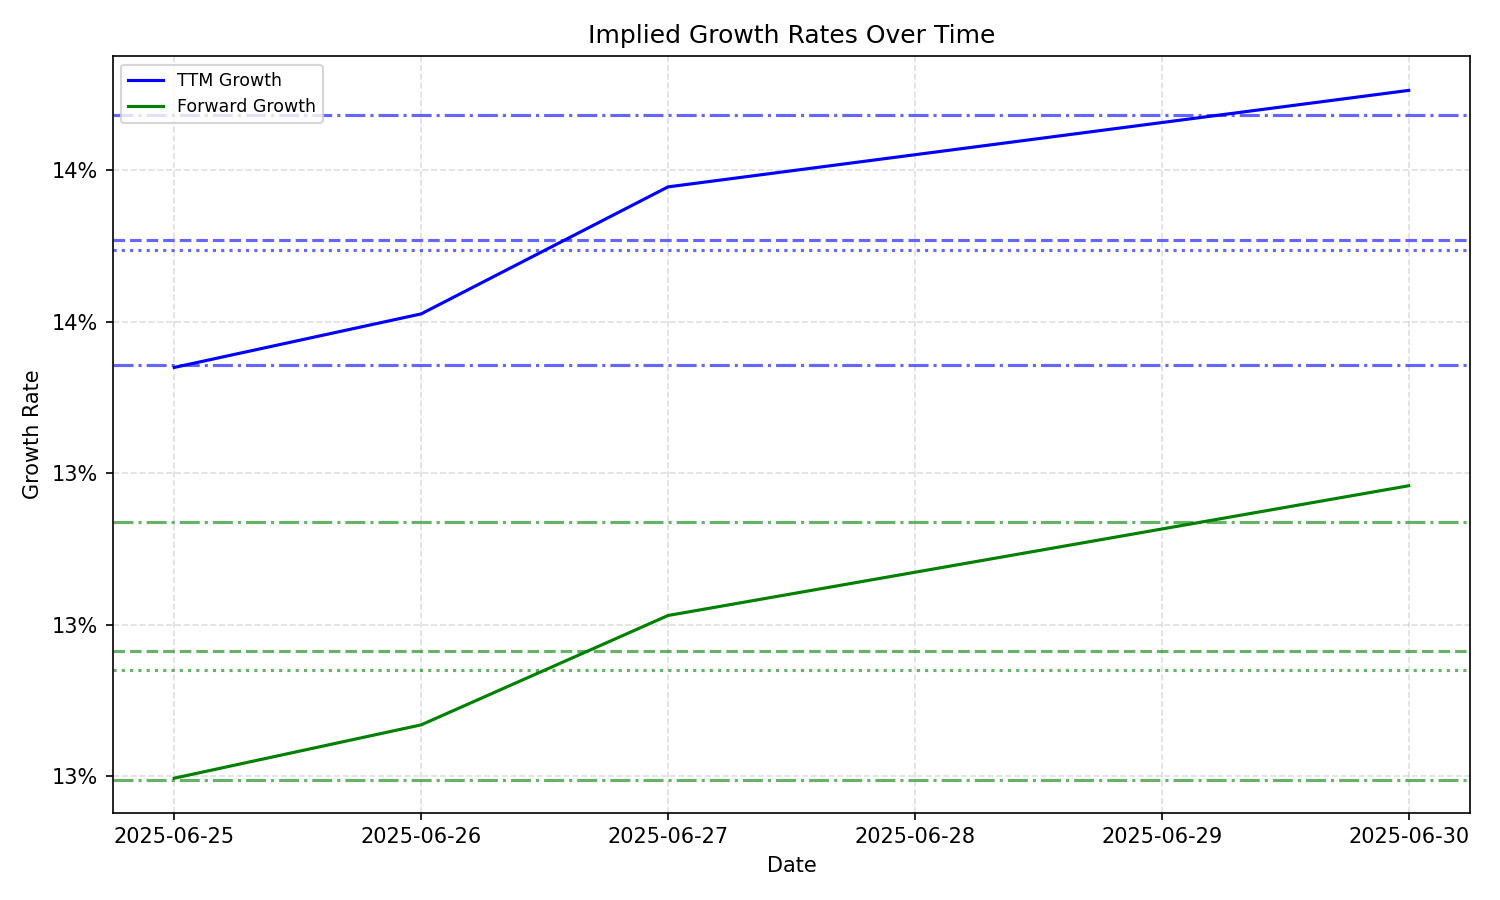 Implied Growth Rates Over Time
TTM Growth
Forward Growth
Growth Rate
14%
14%
13%
13%
13%
2025-06-25
2025-06-26
2025-06-27
2025-06-28
2025-06-29
2025-06-30
Date